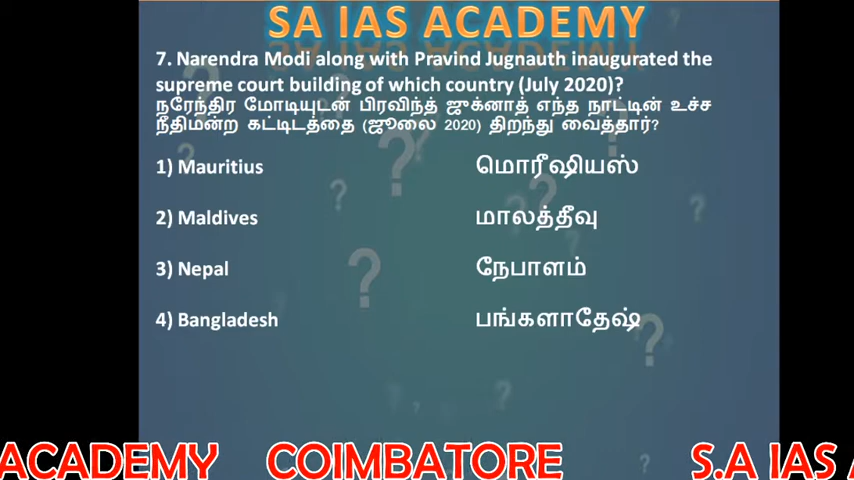 SA IAS ACADEMY
7. Narendra Modi along with Pravind Jugnauth inaugurated the
supreme court building of which country (July 2020)?
நரேந்திர மோடியுடன் பிரவிந்த் ஜுக்னாத் எந்த நாட்டின் உச்ச
நீதிமன்ற கட்டிடத்தை (ஜூலை 2020) திறந்து வைத்தார்?
1) Mauritius மொரீஷியஸ்
2) Maldives மாலத்தீவு
3) Nepal நேபாளம்
4) Bangladesh பங்களாதேஷ்
ACADEMY COIMBATORE S.A IAS A